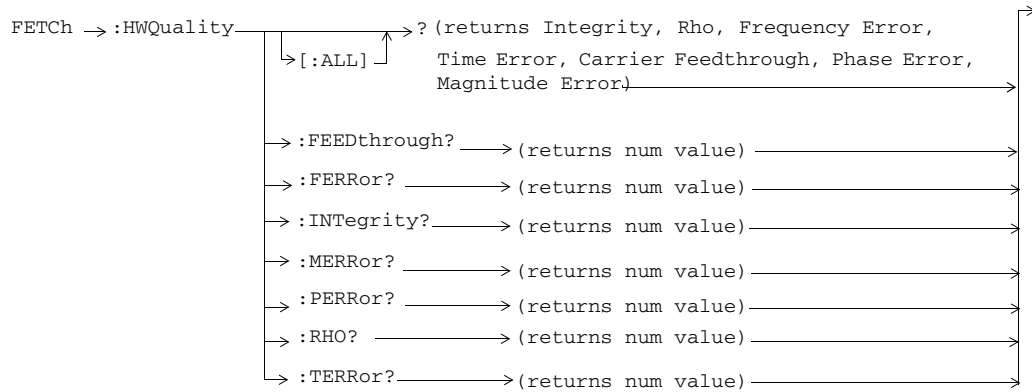 FETCh :HWQuality ? (returns Integrity, Rho, Frequency Error,
[:ALL] Time Error, Carrier Feedthrough, Phase Error,
Magnitude Error)
:FEEDthrough? (returns num value)
:FERRor? (returns num value)
:INTegrity? (returns num value)
:MERRor? (returns num value)
:PERRor? (returns num value)
:RHO? (returns num value)
:TERRor? (returns num value)